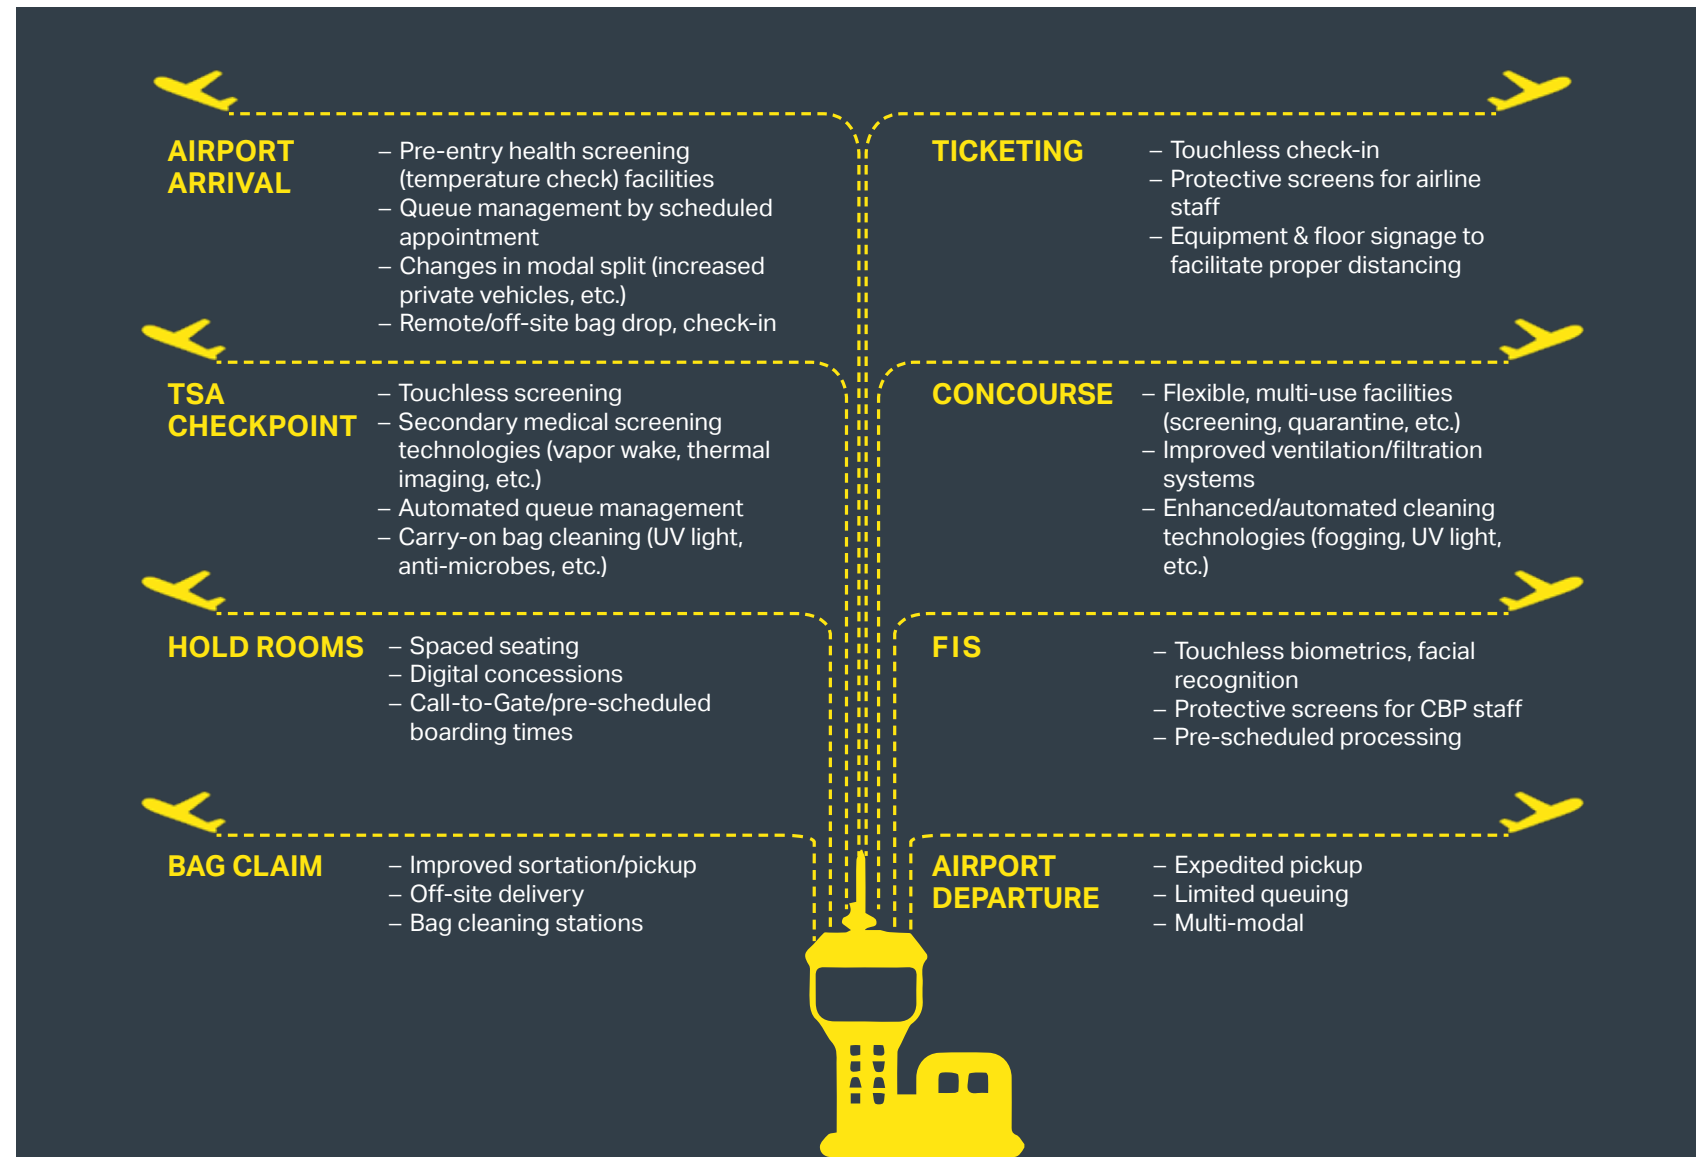 AIRPORT
ARRIVAL
– Pre-entry health screening
(temperature check) facilities
– Queue management by scheduled
appointment
– Changes in modal split (increased
private vehicles, etc.)
– Remote/off-site bag drop, check-in
TICKETING
– Touchless check-in
– Protective screens for airline
staff
– Equipment & floor signage to
facilitate proper distancing
TSA
CHECKPOINT
– Touchless screening
– Secondary medical screening
technologies (vapor wake, thermal
imaging, etc.)
– Automated queue management
– Carry-on bag cleaning (UV light,
anti-microbes, etc.)
CONCOURSE
– Flexible, multi-use facilities
(screening, quarantine, etc.)
– Improved ventilation/filtration
systems
– Enhanced/automated cleaning
technologies (fogging, UV light,
etc.)
HOLD ROOMS
– Spaced seating
– Digital concessions
– Call-to-Gate/pre-scheduled
boarding times
FIS
– Touchless biometrics, facial
recognition
– Protective screens for CBP staff
– Pre-scheduled processing
BAG CLAIM
– Improved sortation/pickup
– Off-site delivery
– Bag cleaning stations
AIRPORT
DEPARTURE
– Expedited pickup
– Limited queuing
– Multi-modal